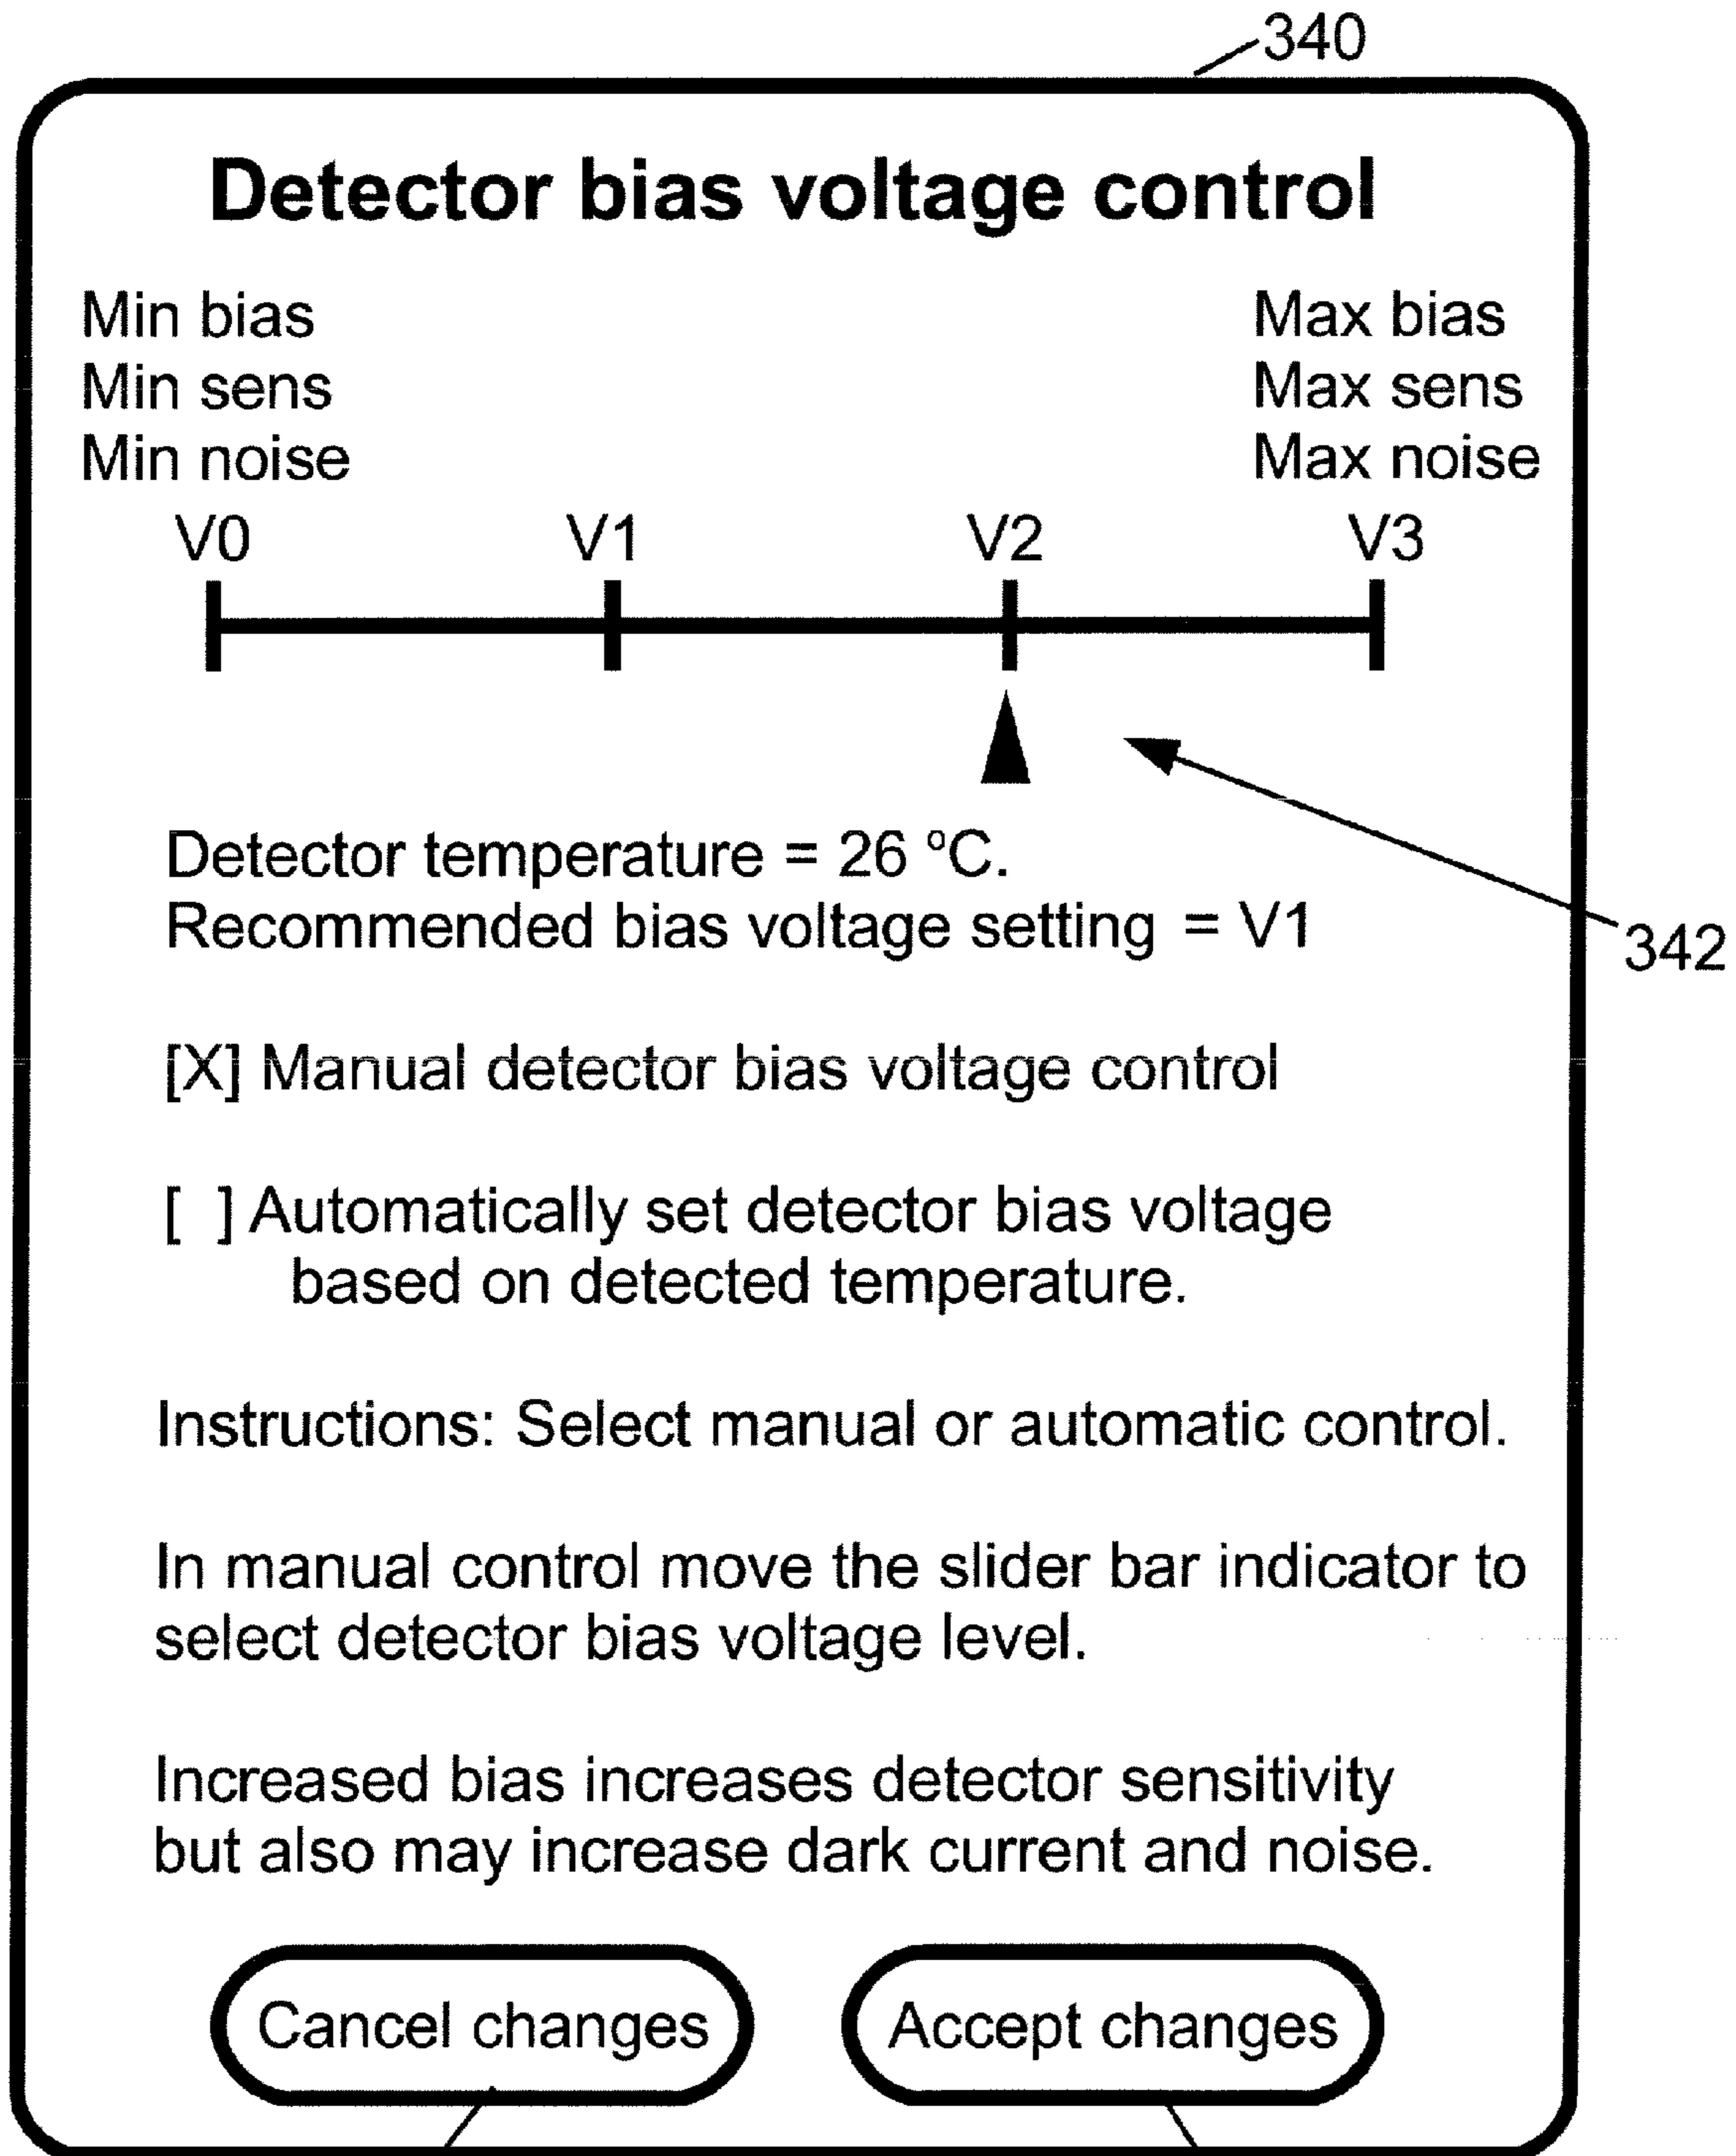 340
Detector bias voltage control
Min bias
Min sens
Min noise
Max bias
Max sens
Max noise
V0 V1 V2 V3
Detector temperature = 26 ºC.
Recommended bias voltage setting = V1
342
[X] Manual detector bias voltage control
[ ] Automatically set detector bias voltage
based on detected temperature.
Instructions: Select manual or automatic control.
In manual control move the slider bar indicator to
select detector bias voltage level.
Increased bias increases detector sensitivity
but also may increase dark current and noise.
Cancel changes
Accept changes